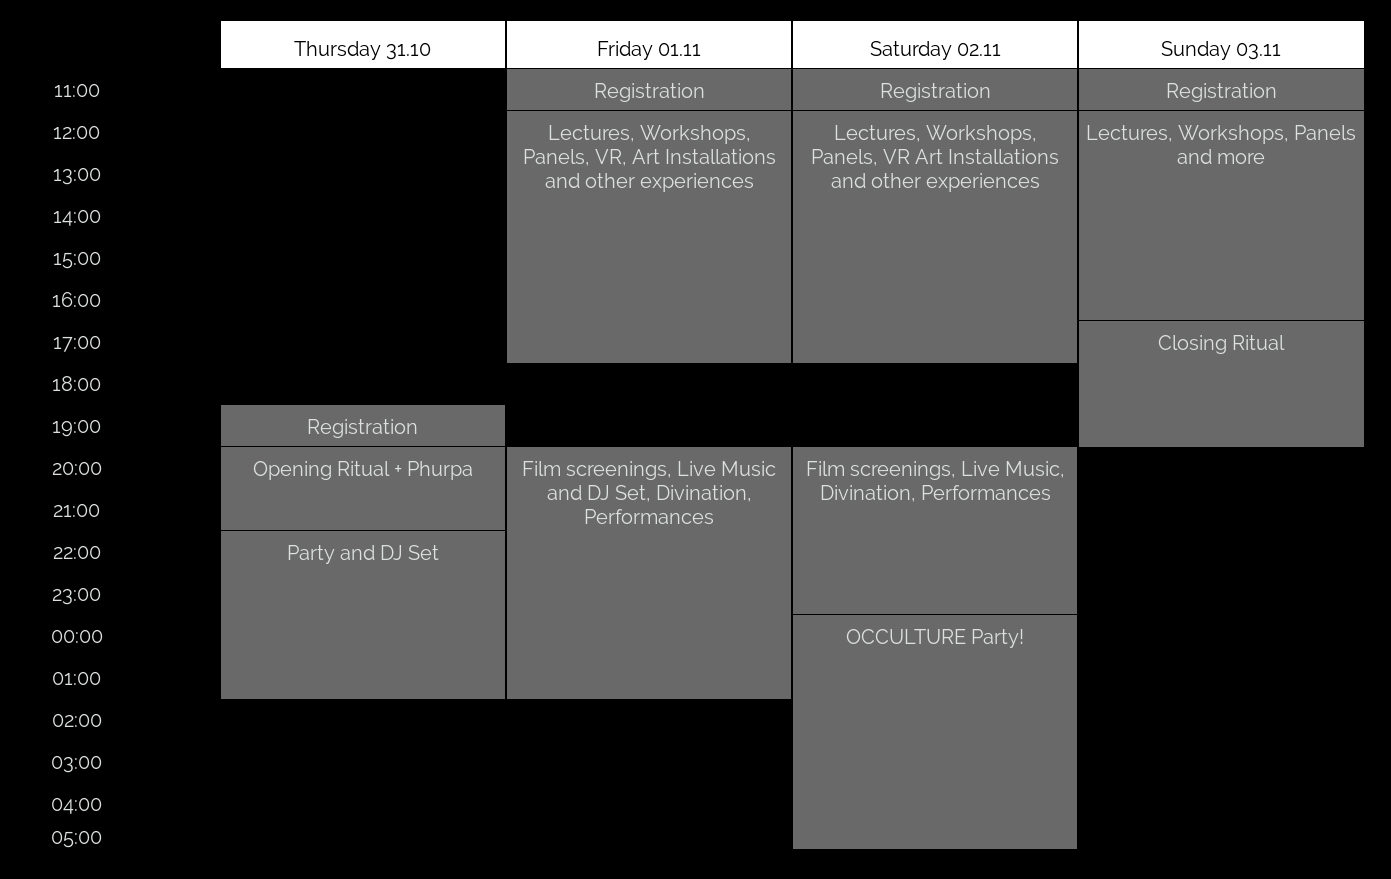 Thursday 31.10
Friday 01.11
Saturday 02.11
Sunday 03.11
11:00
Registration
Registration
Registration
12:00
Lectures, Workshops,
Panels, VR, Art Installations
and other experiences
Lectures, Workshops,
Panels, VR Art Installations
and other experiences
Lectures, Workshops, Panels
and more
13:00
14:00
15:00
16:00
17:00
Closing Ritual
18:00
19:00
Registration
20:00
Opening Ritual + Phurpa
Film screenings, Live Music
and DJ Set, Divination,
Performances
Film screenings, Live Music,
Divination, Performances
21:00
22:00
Party and DJ Set
23:00
00:00
OCCULTURE Party!
01:00
02:00
03:00
04:00
05:00